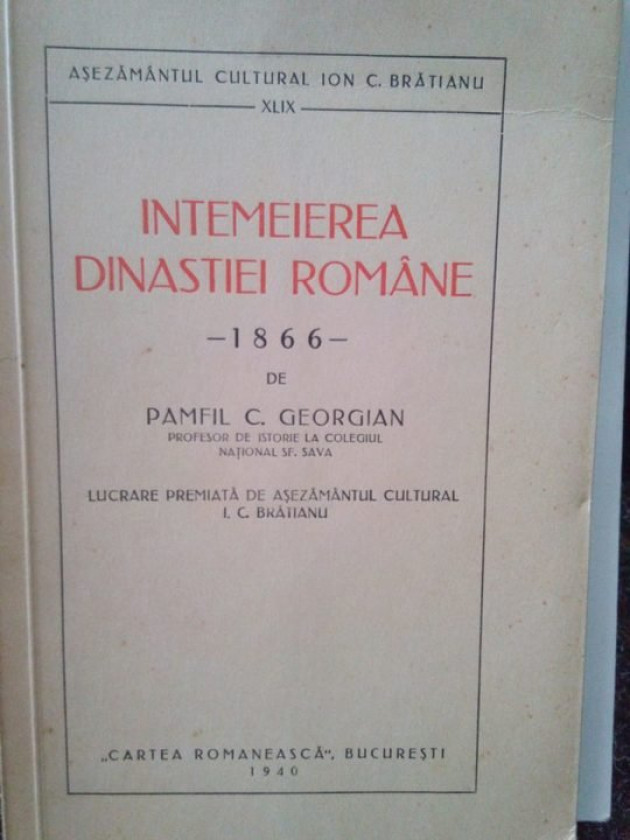 AȘEZĂMÂNTUL CULTURAL ION C. BRĂTIANU
XLIX
INTEMEIEREA
DINASTIEI ROMÂNE
—1866—
DE
PAMFIL C. GEORGIAN
PROFESOR DE ISTORIE LA COLEGIUL
NAȚIONAL SF. SAVA
LUCRARE PREMIATĂ DE AȘEZĂMÂNTUL CULTURAL
I. C. BRĂTIANU
„CARTEA ROMANEASCĂ“, BUCUREȘTI
1940